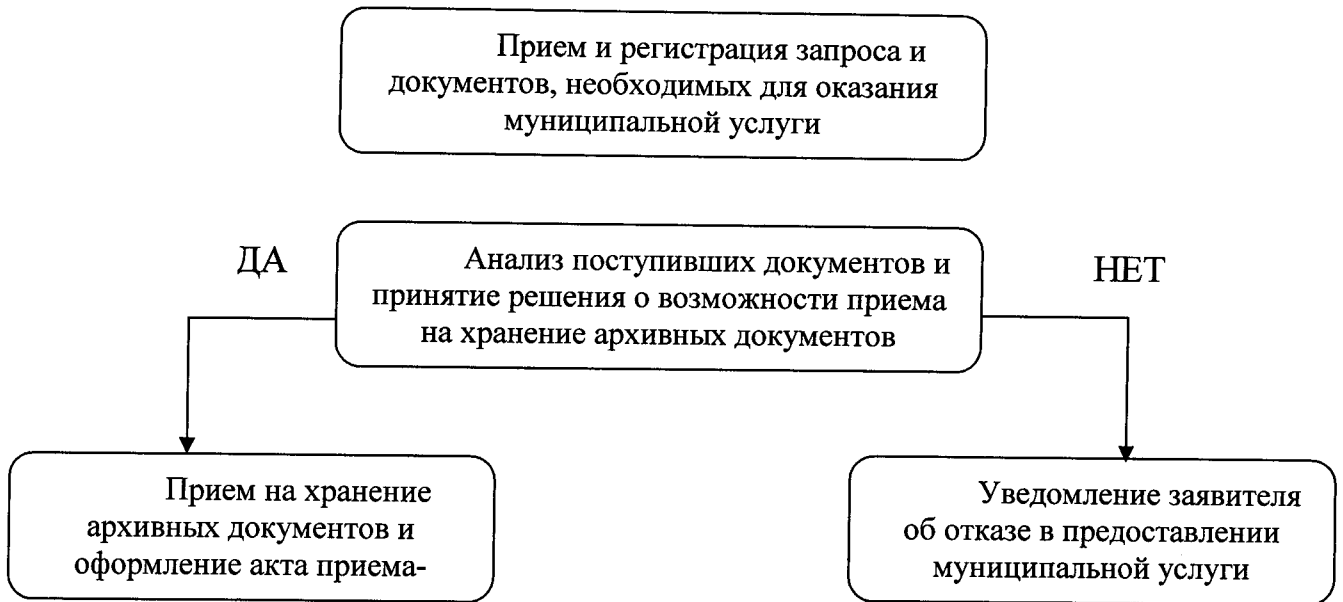 Прием и регистрация запроса и
документов, необходимых для оказания
муниципальной услуги
ДА
Анализ поступивших документов и
принятие решения о возможности приема
на хранение архивных документов
НЕТ
Прием на хранение
архивных документов и
оформление акта приема-
Уведомление заявителя
об отказе в предоставлении
муниципальной услуги